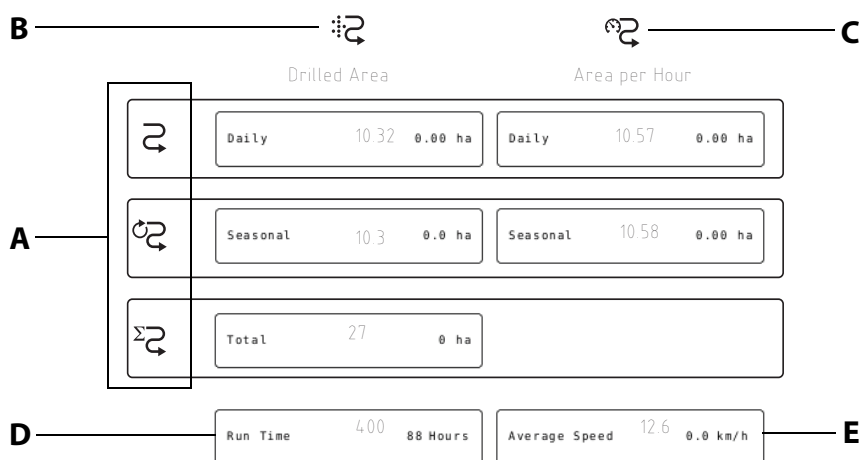 B
C
Drilled Area Area per Hour
Daily 10.32 0.00 ha Daily 10.57 0.00 ha
A
Seasonal 10.3 0.0 ha Seasonal 10.58 0.00 ha
Σ
Total 27 0 ha
D
Run Time 400 88 Hours Average Speed 12.6 0.0 km/h
E